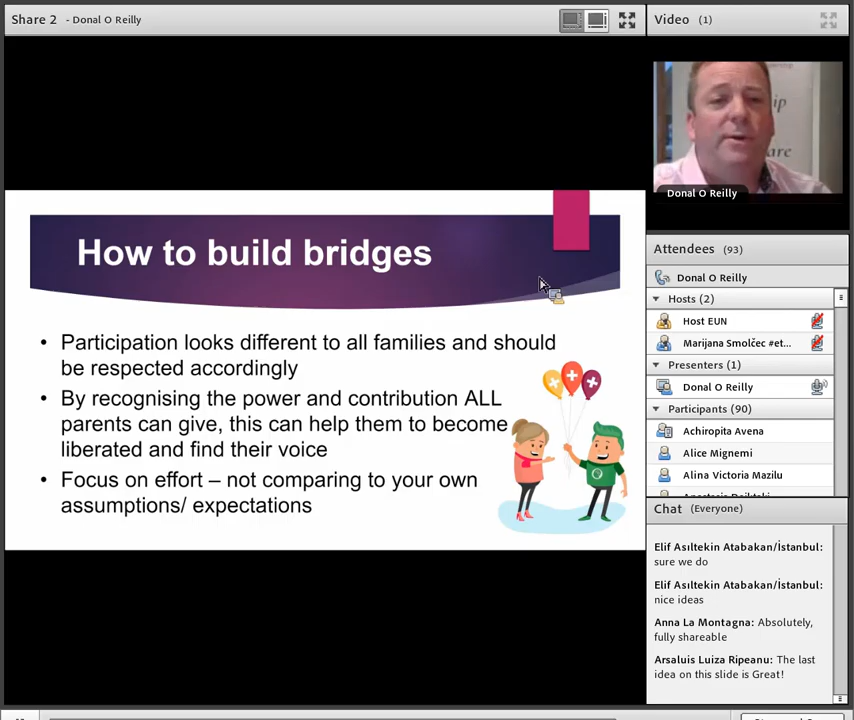 Share 2 - Donal O Reilly
How to build bridges
• Participation looks different to all families and should
be respected accordingly
• By recognising the power and contribution ALL
parents can give, this can help them to become
liberated and find their voice
• Focus on effort – not comparing to your own
assumptions/ expectations
Video (1)
Donal O Reilly
Attendees (93)
Donal O Reilly
Hosts (2)
Host EUN
Marijana Smolčec #et...
Presenters (1)
Donal O Reilly
Participants (90)
Achiropita Avena
Alice Mignemi
Alina Victoria Mazilu
Chat (Everyone)
Elif Asıltekin Atabakan/İstanbul:
sure we do
Elif Asıltekin Atabakan/İstanbul:
nice ideas
Anna La Montagna: Absolutely,
fully shareable
Arsaluis Luiza Ripeanu: The last
idea on this slide is Great!